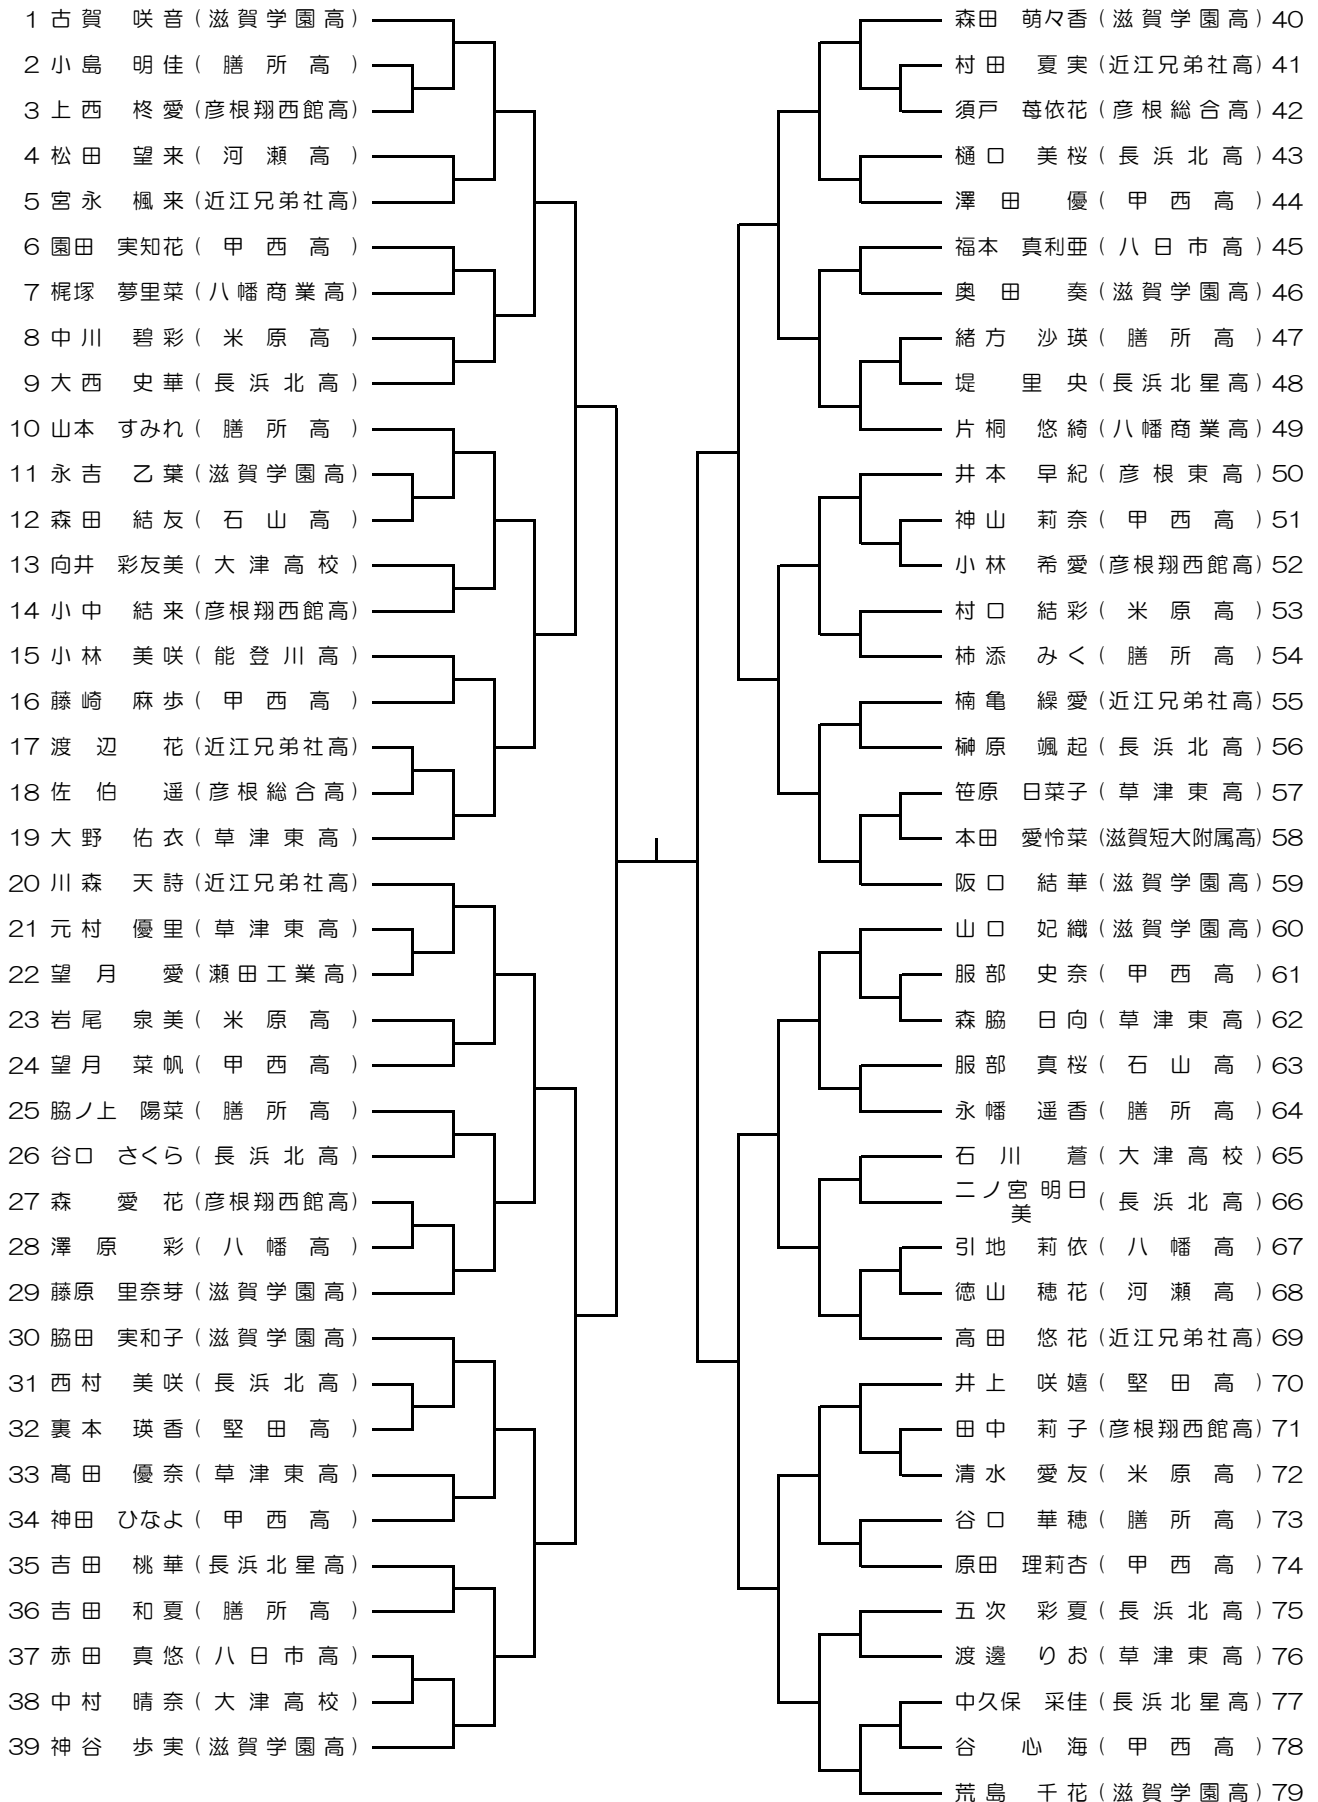 1 古賀 咲音 (滋賀学園高)
2 小島 明佳 (膳所高)
3 上西 柊愛 (彦根翔西館高)
4 松田 望来 (河瀬高)
5 宮永 楓来 (近江兄弟社高)
6 園田 実知花 (甲西高)
7 梶塚 夢里菜 (八幡商業高)
8 中川 碧彩 (米原高)
9 大西 史華 (長浜北高)
10 山本 すみれ (膳所高)
11 永吉 乙葉 (滋賀学園高)
12 森田 結友 (石山高)
13 向井 彩友美 (大津高校)
14 小中 結来 (彦根翔西館高)
15 小林 美咲 (能登川高)
16 藤崎 麻歩 (甲西高)
17 渡辺 花 (近江兄弟社高)
18 佐伯 遥 (彦根総合高)
19 大野 佑衣 (草津東高)
20 川森 天詩 (近江兄弟社高)
21 元村 優里 (草津東高)
22 望月 愛 (瀬田工業高)
23 岩尾 泉美 (米原高)
24 望月 菜帆 (甲西高)
25 脇ノ上 陽菜 (膳所高)
26 谷口 さくら (長浜北高)
27 森 愛花 (彦根翔西館高)
28 澤原 彩 (八幡高)
29 藤原 里奈芽 (滋賀学園高)
30 脇田 実和子 (滋賀学園高)
31 西村 美咲 (長浜北高)
32 裏本 瑛香 (堅田高)
33 髙田 優奈 (草津東高)
34 神田 ひなよ (甲西高)
35 吉田 桃華 (長浜北星高)
36 吉田 和夏 (膳所高)
37 赤田 真悠 (八日市高)
38 中村 晴奈 (大津高校)
39 神谷 歩実 (滋賀学園高)
森田 萌々香 (滋賀学園高) 40
村田 夏実 (近江兄弟社高) 41
須戸 苺依花 (彦根総合高) 42
樋口 美桜 (長浜北高) 43
澤田 優 (甲西高) 44
福本 真利亜 (八日市高) 45
奥田 奏 (滋賀学園高) 46
緒方 沙瑛 (膳所高) 47
堤 里央 (長浜北星高) 48
片桐 悠綺 (八幡商業高) 49
井本 早紀 (彦根東高) 50
神山 莉奈 (甲西高) 51
小林 希愛 (彦根翔西館高) 52
村口 結彩 (米原高) 53
柿添 みく (膳所高) 54
楠亀 繰愛 (近江兄弟社高) 55
榊原 颯起 (長浜北高) 56
笹原 日菜子 (草津東高) 57
本田 愛怜菜 (滋賀短大附属高) 58
阪口 結華 (滋賀学園高) 59
山口 妃織 (滋賀学園高) 60
服部 史奈 (甲西高) 61
森脇 日向 (草津東高) 62
服部 真桜 (石山高) 63
永幡 遥香 (膳所高) 64
石川 蒼 (大津高校) 65
二ノ宮 明日
美 (長浜北高) 66
引地 莉依 (八幡高) 67
徳山 穂花 (河瀬高) 68
高田 悠花 (近江兄弟社高) 69
井上 咲嬉 (堅田高) 70
田中 莉子 (彦根翔西館高) 71
清水 愛友 (米原高) 72
谷口 華穂 (膳所高) 73
原田 理莉杏 (甲西高) 74
五次 彩夏 (長浜北高) 75
渡邊 りお (草津東高) 76
中久保 采佳 (長浜北星高) 77
谷 心海 (甲西高) 78
荒島 千花 (滋賀学園高) 79